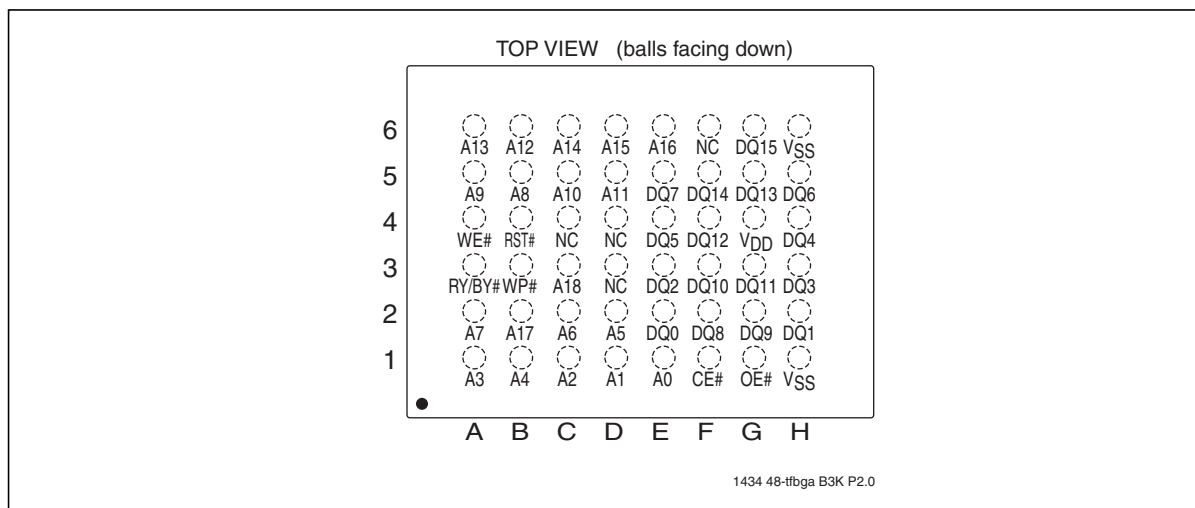 TOP VIEW (balls facing down)
6
A13 A12 A14 A15 A16 NC DQ15 VSS
5
A9 A8 A10 A11 DQ7 DQ14 DQ13 DQ6
4
WE# RST# NC NC DQ5 DQ12 VDD DQ4
3
RY/BY# WP# A18 NC DQ2 DQ10 DQ11 DQ3
2
A7 A17 A6 A5 DQ0 DQ8 DQ9 DQ1
1
A3 A4 A2 A1 A0 CE# OE# VSS
A B C D E F G H
1434 48-tfbga B3K P2.0